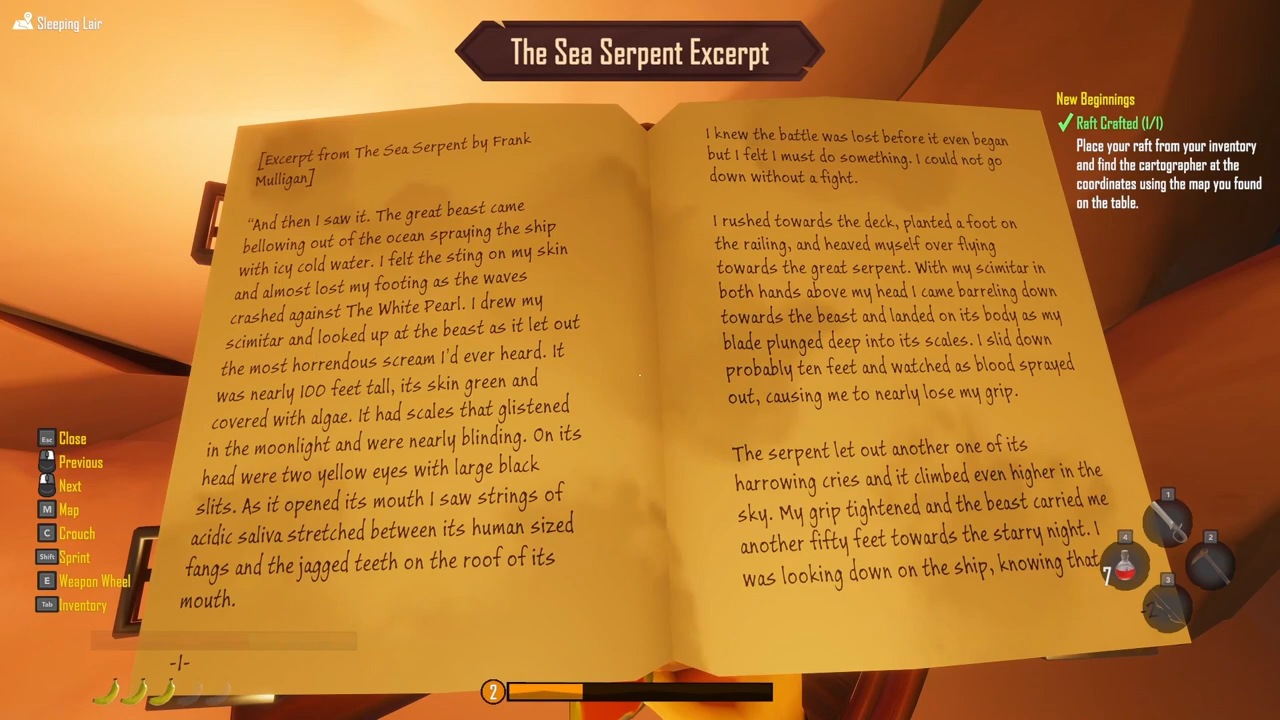 Sleeping Lair
The Sea Serpent Excerpt
[Excerpt from The Sea Serpent by Frank
Mulligan]
"And then I saw it. The great beast came
bellowing out of the ocean spraying the ship
with icy cold water. I felt the sting on my skin
and almost lost my footing as the waves
crashed against The White Pearl. I drew my
scimitar and looked up at the beast as it let out
the most horrendous scream I'd ever heard. It
was nearly 100 feet tall, its skin green and
covered with algae. It had scales that glistened
in the moonlight and were nearly blinding. On its
head were two yellow eyes with large black
slits. As it opened its mouth I saw strings of
acidic saliva stretched between its human sized
fangs and the jagged teeth on the roof of its
mouth.
-1-
I knew the battle was lost before it even began
but I felt I must do something. I could not go
down without a fight.
I rushed towards the deck, planted a foot on
the railing, and heaved myself over flying
towards the great serpent. With my scimitar in
both hands above my head I came barreling down
towards the beast and landed on its body as my
blade plunged deep into its scales. I slid down
probably ten feet and watched as blood sprayed
out, causing me to nearly lose my grip.
The serpent let out another one of its
harrowing cries and it climbed even higher in the
sky. My grip tightened and the beast carried me
another fifty feet towards the starry night. I
was looking down on the ship, knowing that
New Beginnings
Raft Crafted (1/1)
Place your raft from your inventory
and find the cartographer at the
coordinates using the map you found
on the table.
Esc Close
Previous
Next
M Map
C Crouch
Shift Sprint
E Weapon Wheel
Tab Inventory
1
2
3
4
7
2
2